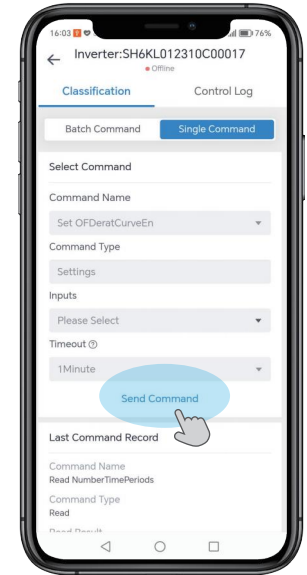 16:03 76%
Inverter:SH6KL012310C00017
Offline
Classification Control Log
Batch Command Single Command
Select Command
Command Name
Set OFDeratCurveEn
Command Type
Settings
Inputs
Please Select
Timeout ?
1Minute
Send Command
Last Command Record
Command Name
Read NumberTimePeriods
Command Type
Read
Read Result